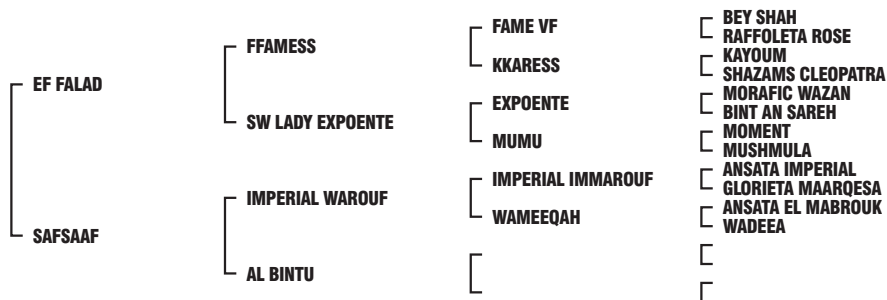 BEY SHAH
FAME VF
RAFFOLETA ROSE
FFAMESS
KAYOUM
KKARESS
SHAZAMS CLEOPATRA
EF FALAD
MORAFIC WAZAN
EXPOENTE
BINT AN SAREH
SW LADY EXPOENTE
MOMENT
MUMU
MUSHMULA
ANSATA IMPERIAL
IMPERIAL IMMAROUF
GLORIETA MAARQESA
IMPERIAL WAROUF
ANSATA EL MABROUK
WAMEEQAH
WADEEA
SAFSAAF
AL BINTU